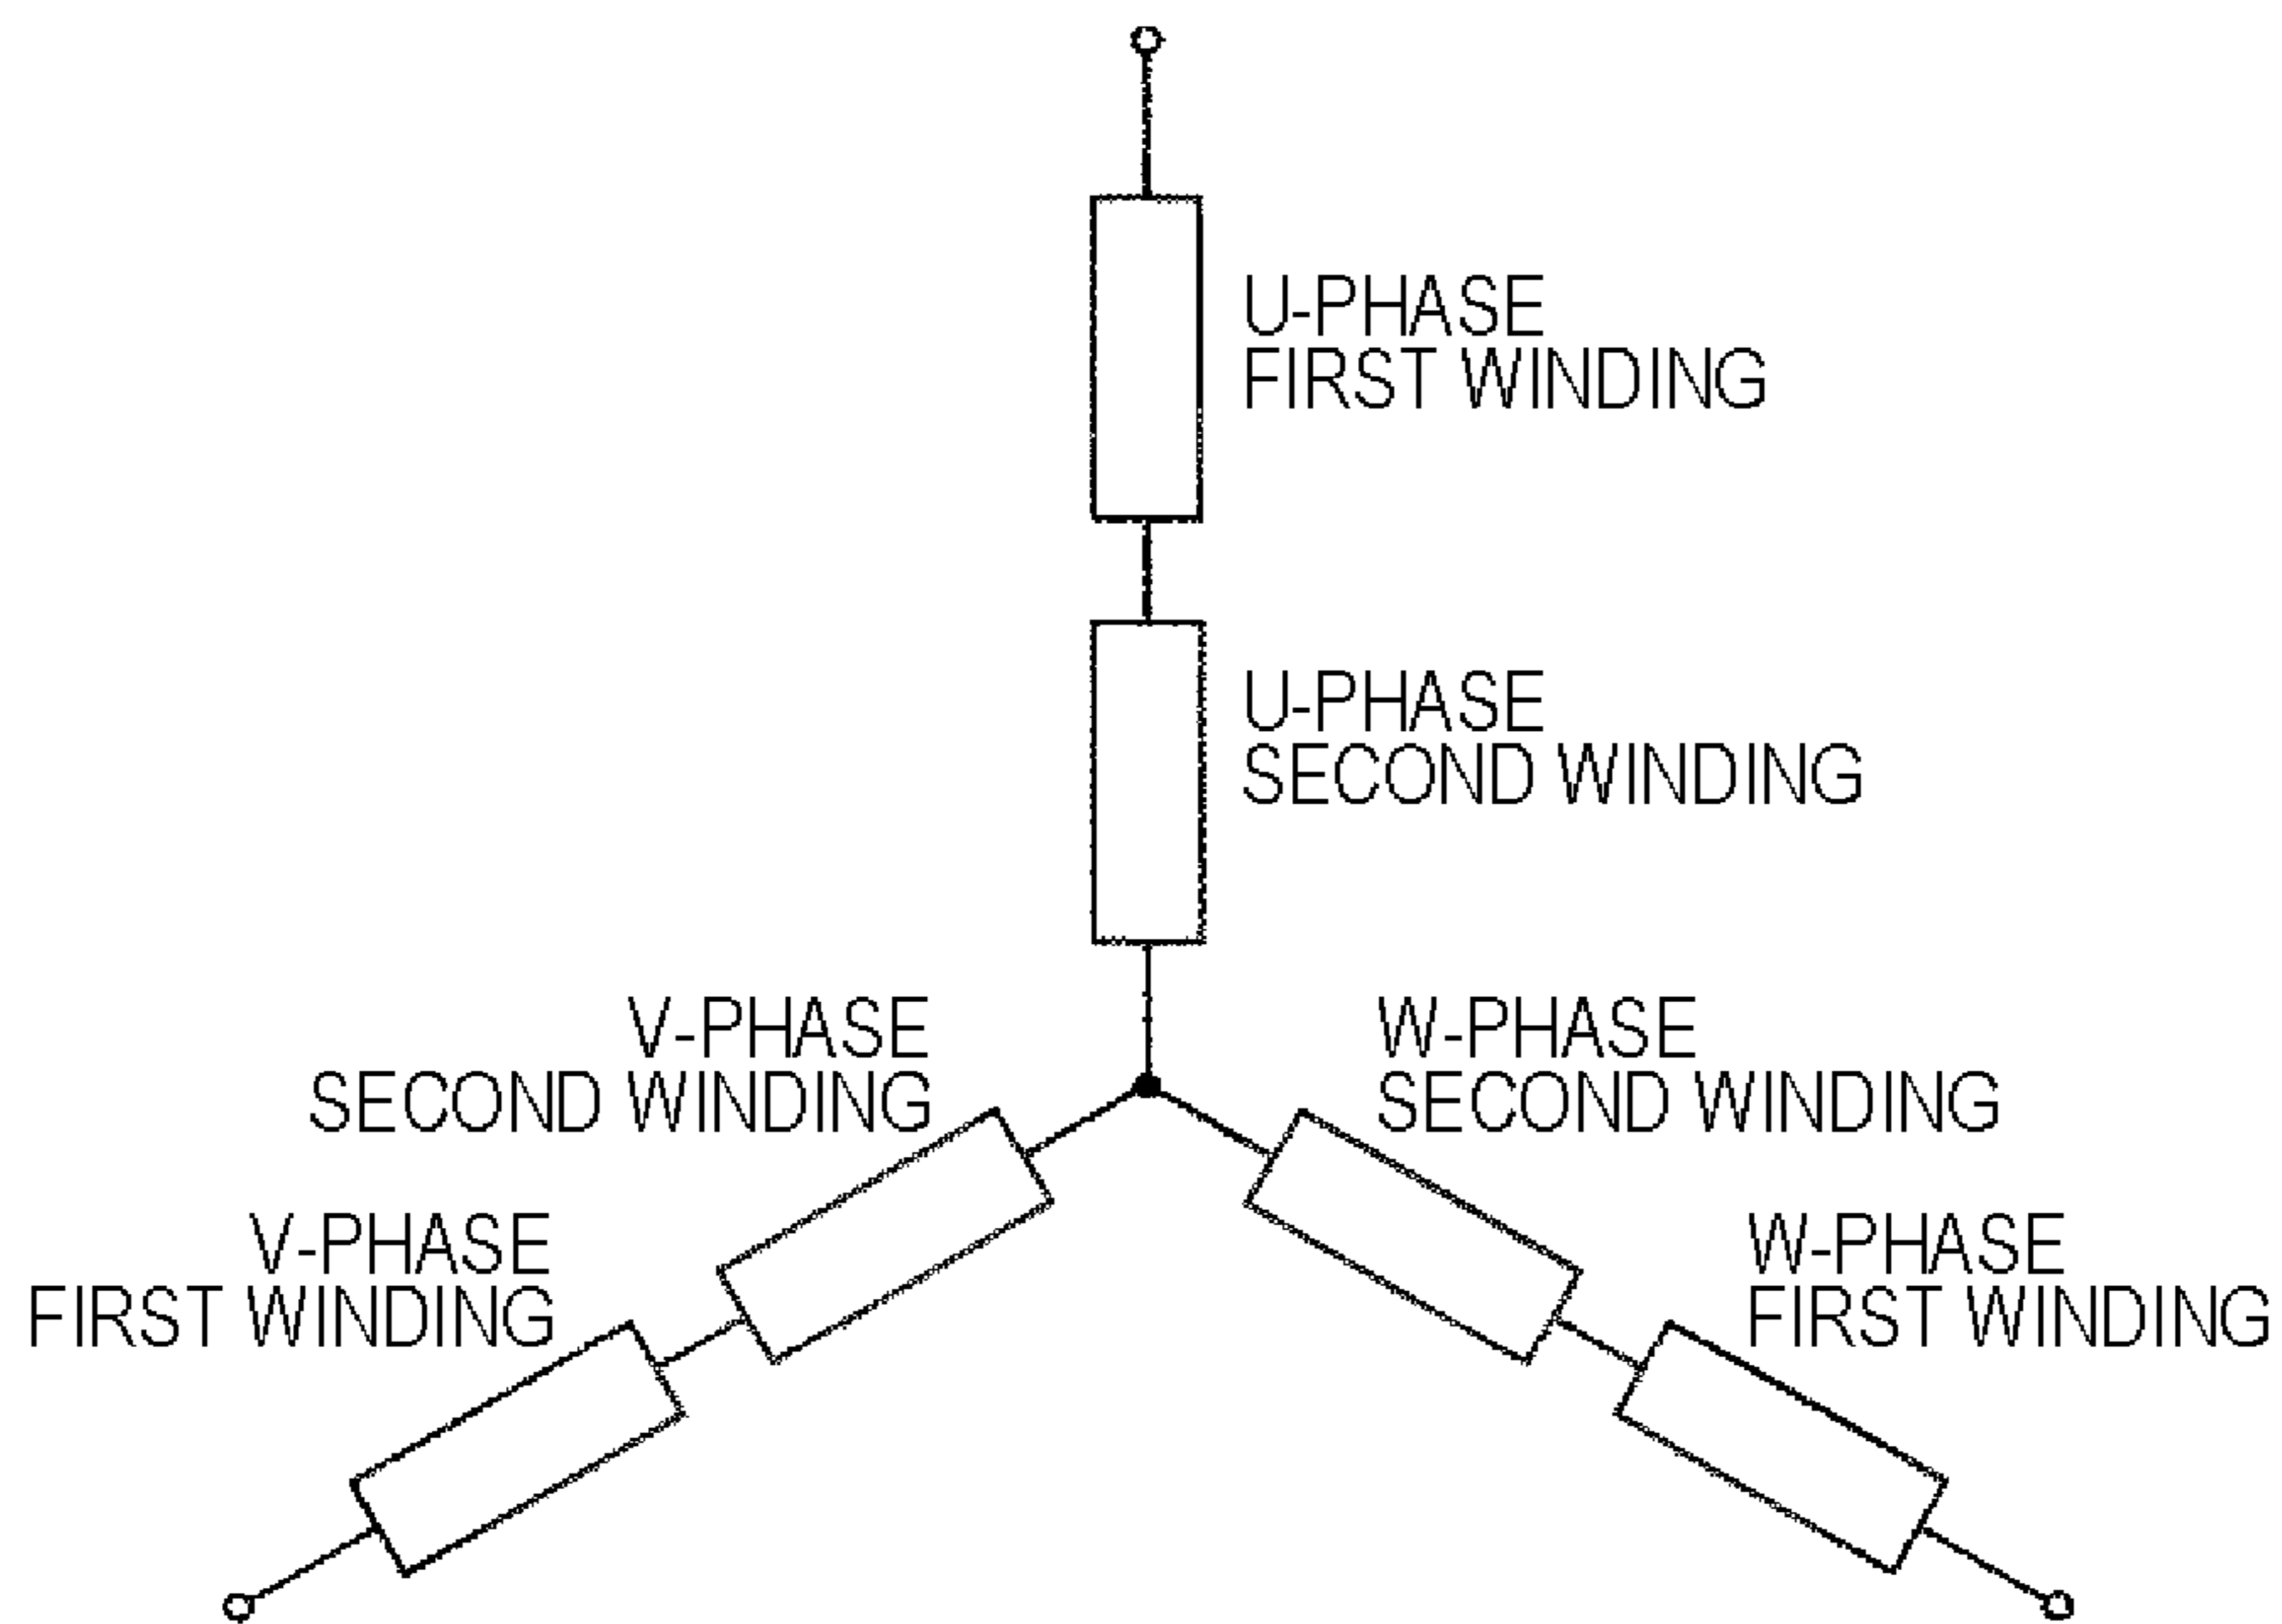 U-PHASE
FIRST WINDING
U-PHASE
SECOND WINDING
V-PHASE
SECOND WINDING
W-PHASE
SECOND WINDING
V-PHASE
FIRST WINDING
W-PHASE
FIRST WINDING